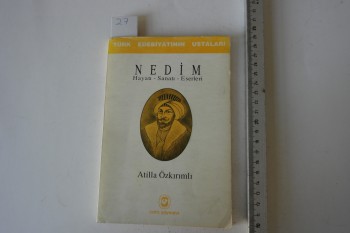 27
TÜRK EDEBİYATININ USTALARI
NEDİM
Hayatı - Sanatı - Eserleri
Atilla Özkırımlı